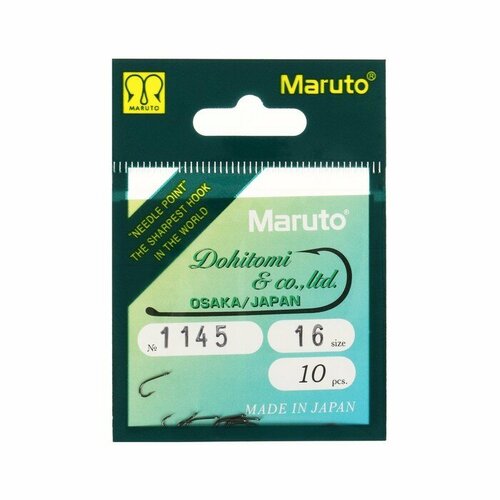 MARUTO
Maruto®
"NEEDLE POINT"
THE SHARPEST HOOK
IN THE WORLD
Maruto®
Dohitomi
& co.,ltd.
OSAKA/JAPAN
№ 1145 16 size
10 pcs.
MADE IN JAPAN